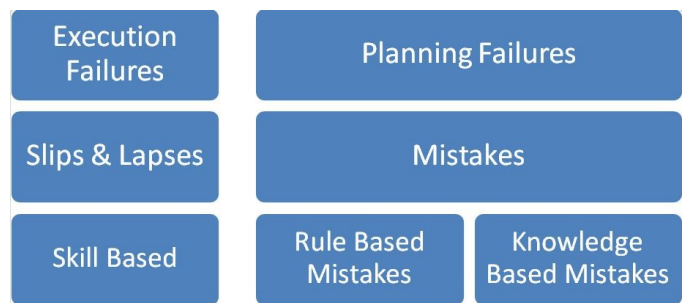 Execution
Failures
Planning Failures
Slips & Lapses
Mistakes
Skill Based
Rule Based
Mistakes
Knowledge
Based Mistakes